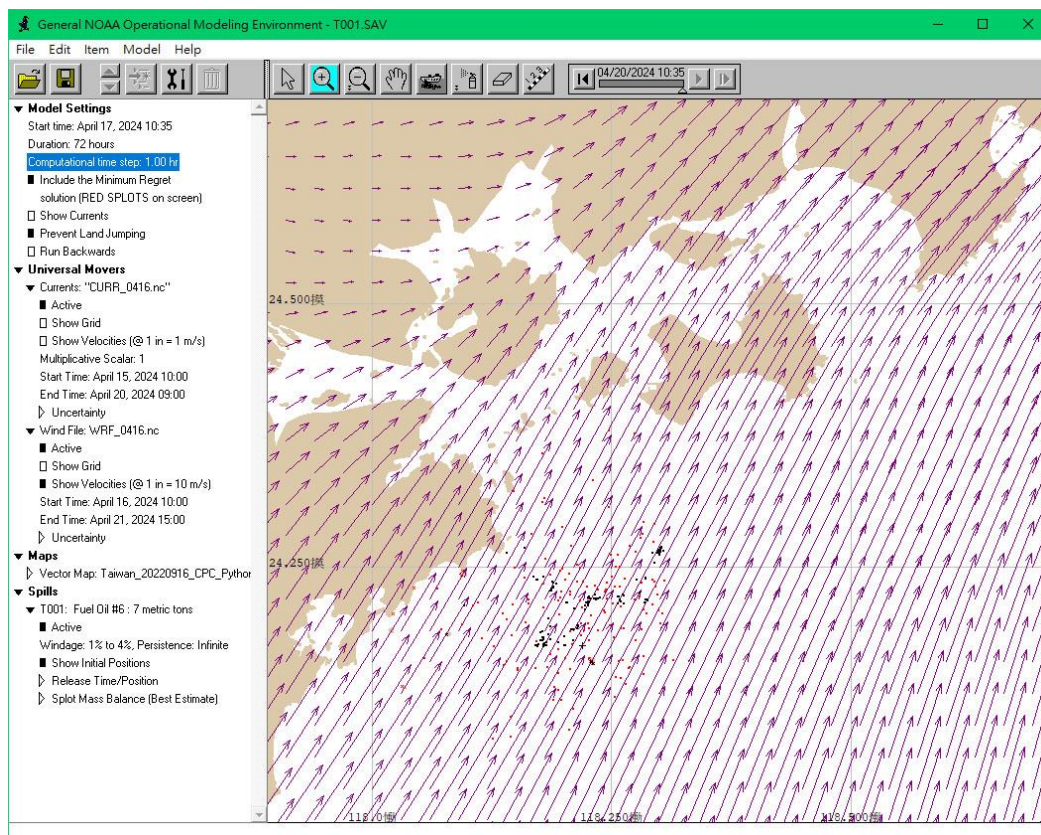 General NOAA Operational Modeling Environment - T001.SAV
File Edit Item Model Help
04/20/2024 10:35
Model Settings
Start time: April 17, 2024 10:35
Duration: 72 hours
Computational time step: 1.00 hr
Include the Minimum Regret
solution (RED SPLOTS on screen)
Show Currents
Prevent Land Jumping
Run Backwards
Universal Movers
Currents: "CURR_0416.nc"
Active
Show Grid
Show Velocities (@ 1 in = 1 m/s)
Multiplicative Scalar: 1
Start Time: April 15, 2024 10:00
End Time: April 20, 2024 09:00
Uncertainty
Wind File: WRF_0416.nc
Active
Show Grid
Show Velocities (@ 1 in = 10 m/s)
Start Time: April 16, 2024 10:00
End Time: April 21, 2024 15:00
Uncertainty
Maps
Vector Map: Taiwan_20220916_CPC_Python
Spills
T001: Fuel Oil #6 : 7 metric tons
Active
Windage: 1% to 4%, Persistence: Infinite
Show Initial Positions
Release Time/Position
Splot Mass Balance (Best Estimate)
24.500
24.250
118.0 118.250 118.500